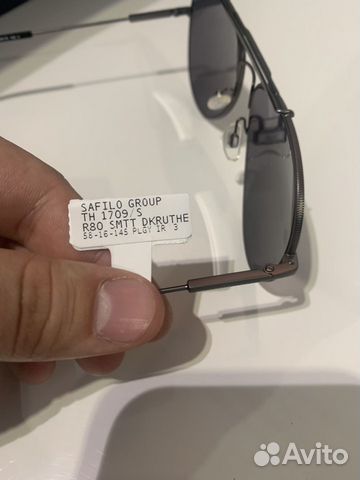 SAFILO GROUP
TH 1709/S
R80 SMTT DKRUTHE
56-16-145 PLGY IR 3
Avito